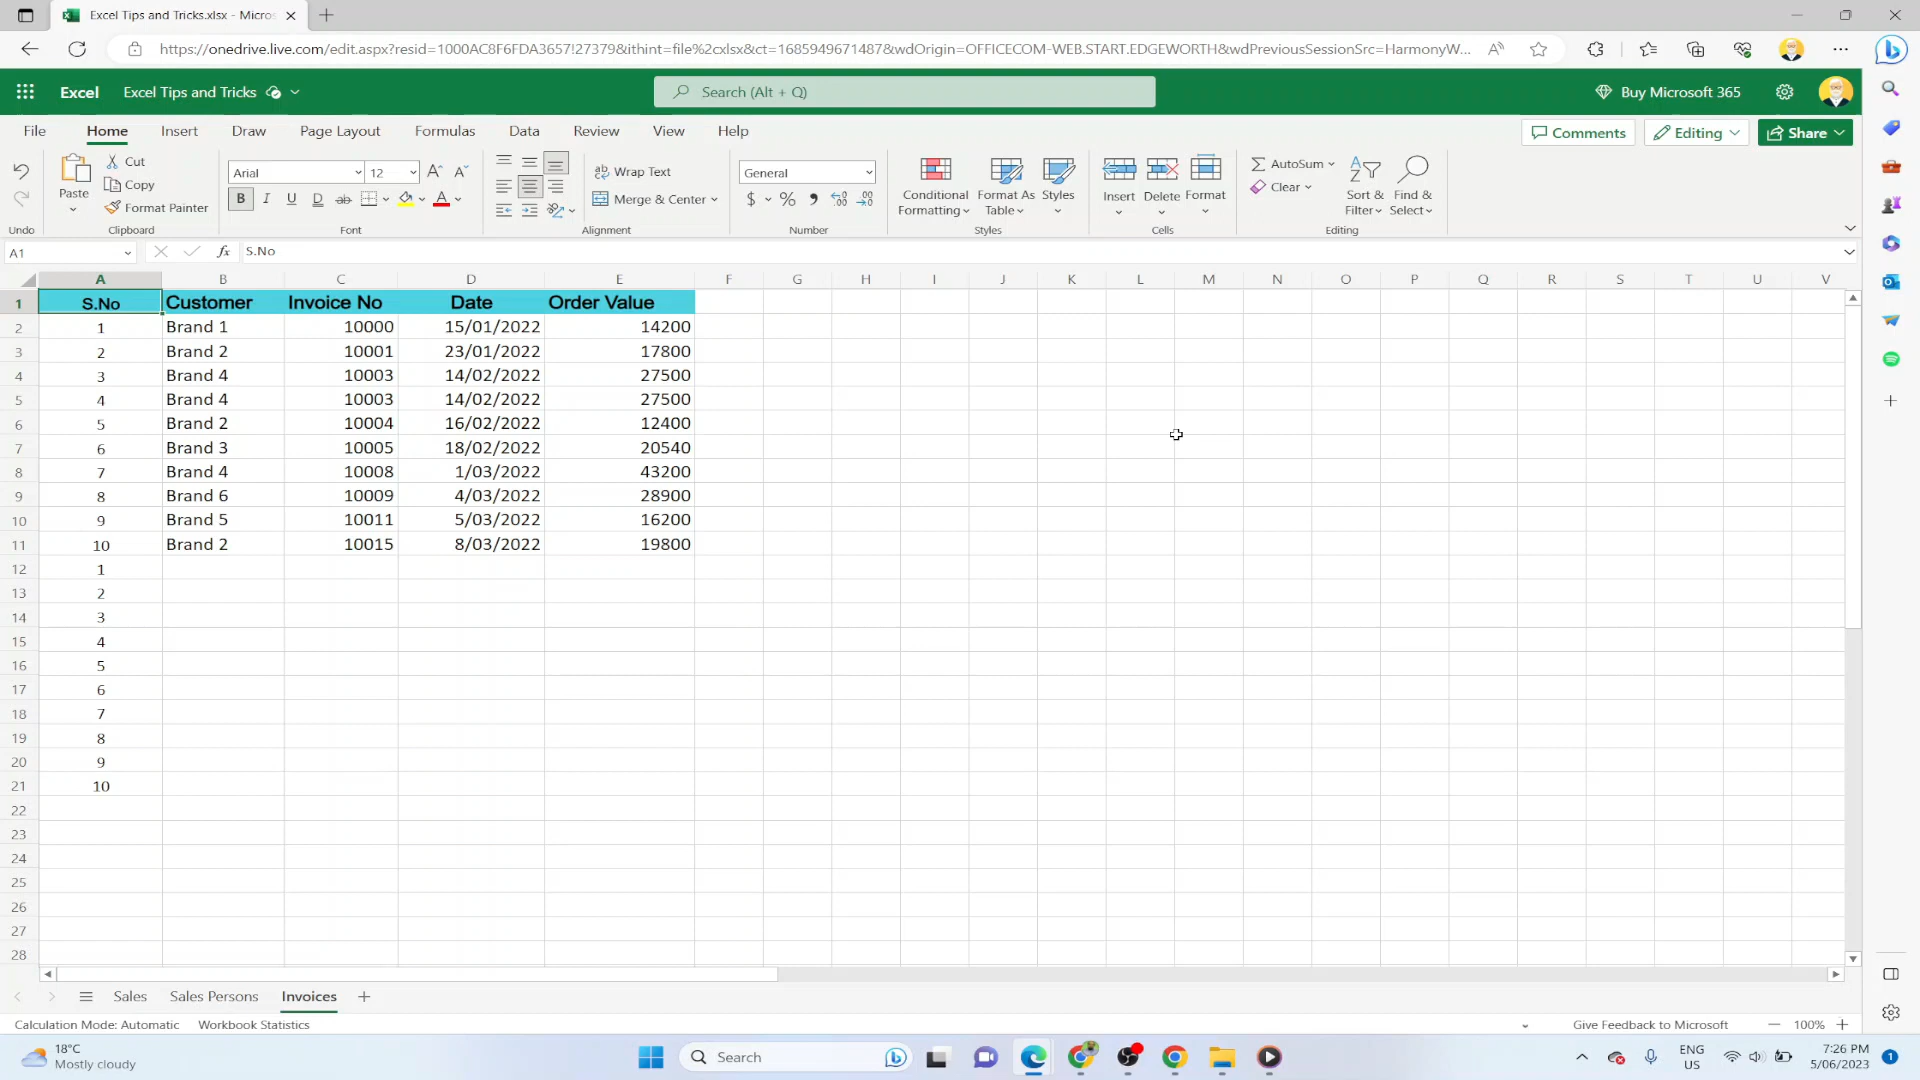 Excel Tips and Tricks.xlsx - Micros
https://onedrive.live.com/edit.aspx?resid=1000AC8F6FDA3657!27379&ithint=file%2cxlsx&ct=1685949671487&wdOrigin=OFFICECOM-WEB.START.EDGEWORTH&wdPreviousSessionSrc=HarmonyW...
Excel Excel Tips and Tricks Search (Alt + Q) Buy Microsoft 365
File Home Insert Draw Page Layout Formulas Data Review View Help Comments Editing Share
Paste Cut Copy Format Painter
Arial 12
B I U D ab A
Wrap Text
Merge & Center
General
$ %
Conditional Formatting Format As Table Styles
Insert Delete Format
AutoSum Clear Sort & Filter Find & Select
Undo Clipboard Font Alignment Number Styles Cells Editing
A1 fx S.No
A B C D E F G H I J K L M N O P Q R S T U V
1 S.No Customer Invoice No Date Order Value
2 1 Brand 1 10000 15/01/2022 14200
3 2 Brand 2 10001 23/01/2022 17800
4 3 Brand 4 10003 14/02/2022 27500
5 4 Brand 4 10003 14/02/2022 27500
6 5 Brand 2 10004 16/02/2022 12400
7 6 Brand 3 10005 18/02/2022 20540
8 7 Brand 4 10008 1/03/2022 43200
9 8 Brand 6 10009 4/03/2022 28900
10 9 Brand 5 10011 5/03/2022 16200
11 10 Brand 2 10015 8/03/2022 19800
12 1
13 2
14 3
15 4
16 5
17 6
18 7
19 8
20 9
21 10
22
23
24
25
26
27
28
Sales Sales Persons Invoices
Calculation Mode: Automatic Workbook Statistics Give Feedback to Microsoft 100%
18°C
Mostly cloudy
Search
ENG
US
7:26 PM
5/06/2023
1